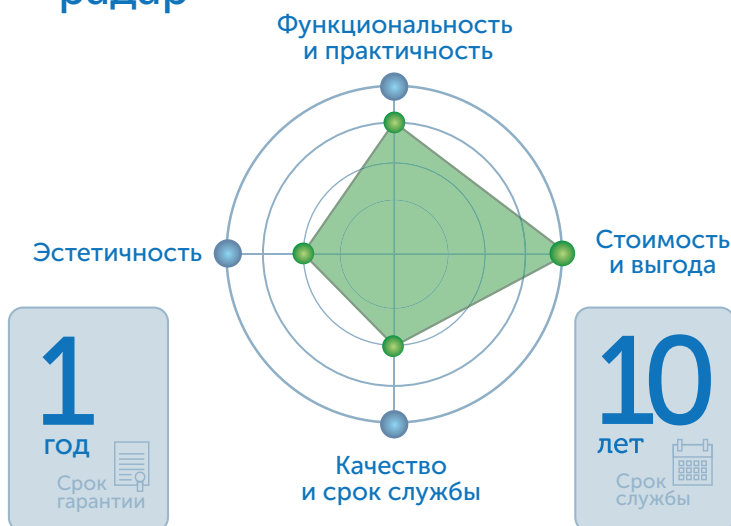 радар
Функциональность
и практичность
Эстетичность
Стоимость
и выгода
1
год
Срок
гарантии
10
лет
Срок
службы
Качество
и срок службы